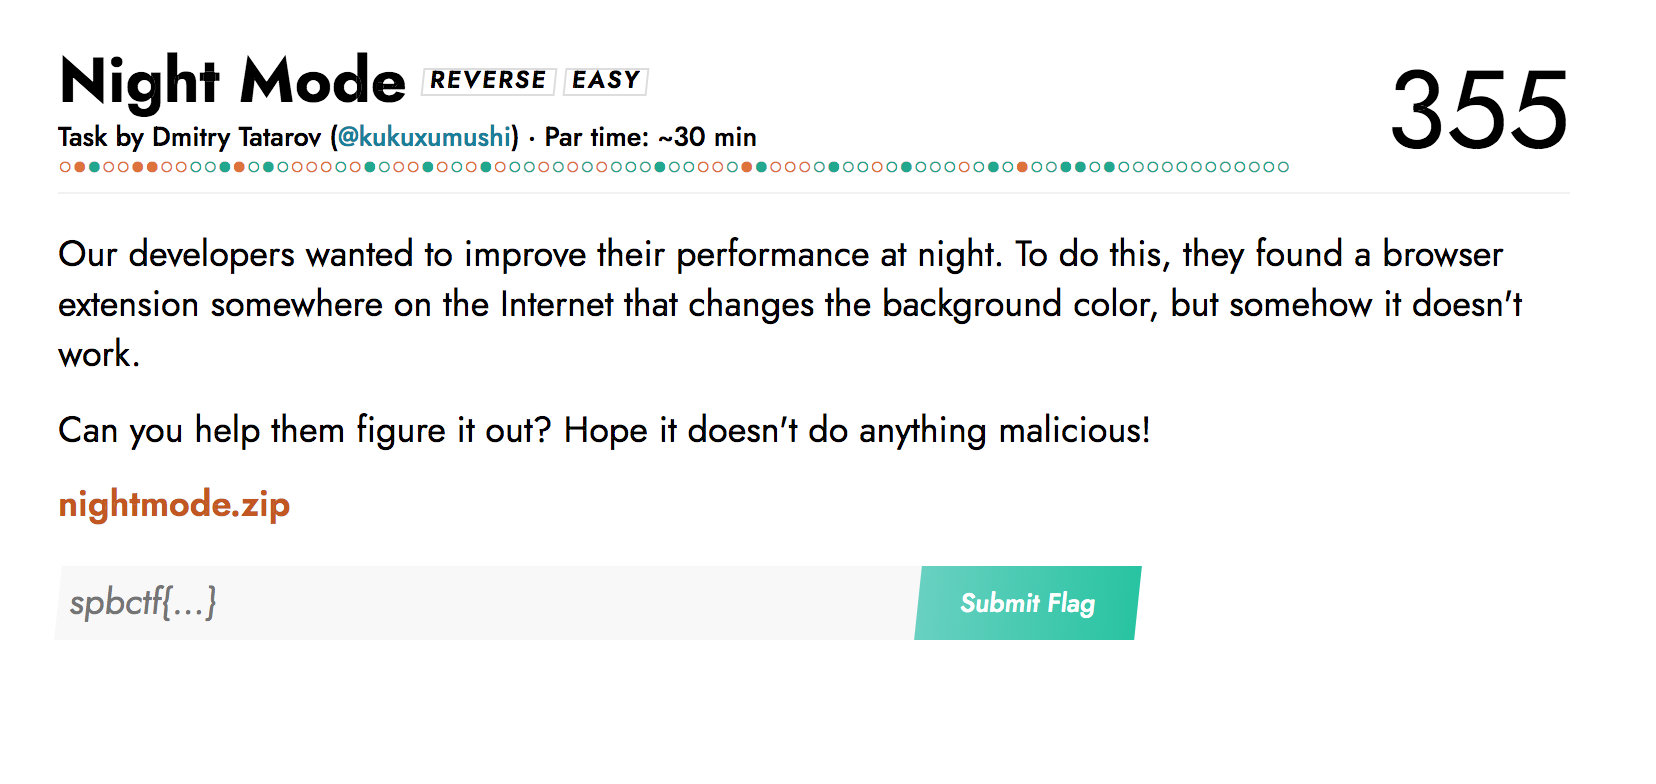 Night Mode REVERSE EASY
355
Task by Dmitry Tatarov (@kukuxumushi) · Par time: ~30 min
Our developers wanted to improve their performance at night. To do this, they found a browser
extension somewhere on the Internet that changes the background color, but somehow it doesn't
work.
Can you help them figure it out? Hope it doesn't do anything malicious!
nightmode.zip
spbctf{...}
Submit Flag